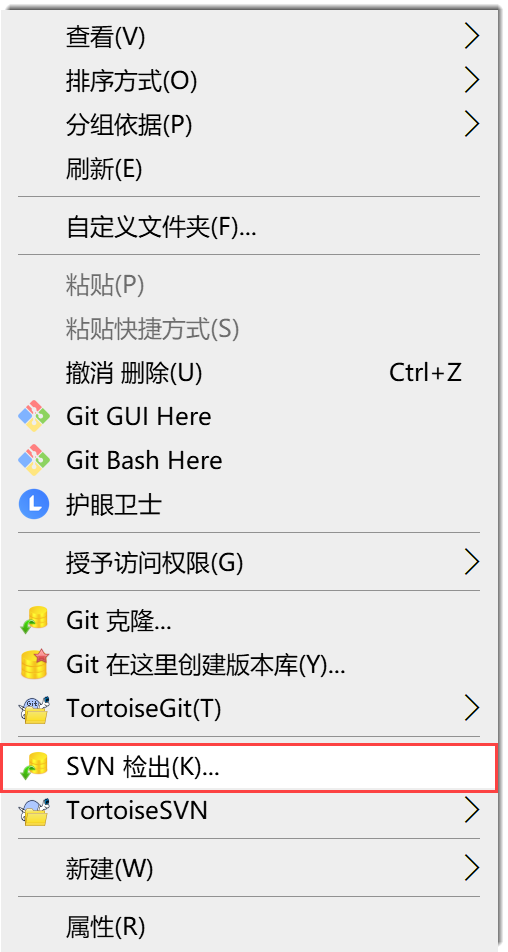 查看(V)
排序方式(O)
分组依据(P)
刷新(E)
自定义文件夹(F)...
粘贴(P)
粘贴快捷方式(S)
撤消 删除(U) Ctrl+Z
Git GUI Here
Git Bash Here
护眼卫士
授予访问权限(G)
Git 克隆...
Git 在这里创建版本库(Y)...
TortoiseGit(T)
SVN 检出(K)...
TortoiseSVN
新建(W)
属性(R)